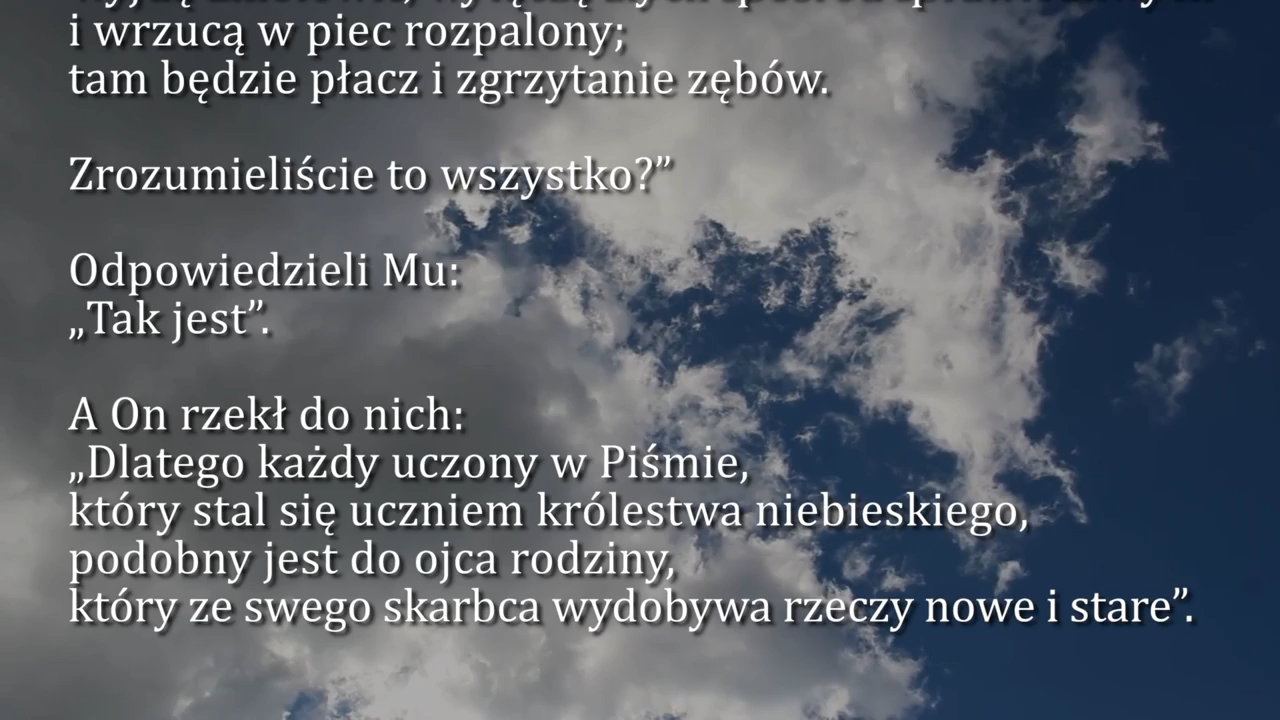 i wrzucą w piec rozpalony;
tam będzie płacz i zgrzytanie zębów.
Zrozumieliście to wszystko?”
Odpowiedzieli Mu:
„Tak jest”.
A On rzekł do nich:
„Dlatego każdy uczony w Piśmie,
który stal się uczniem królestwa niebieskiego,
podobny jest do ojca rodziny,
który ze swego skarbca wydobywa rzeczy nowe i stare”.